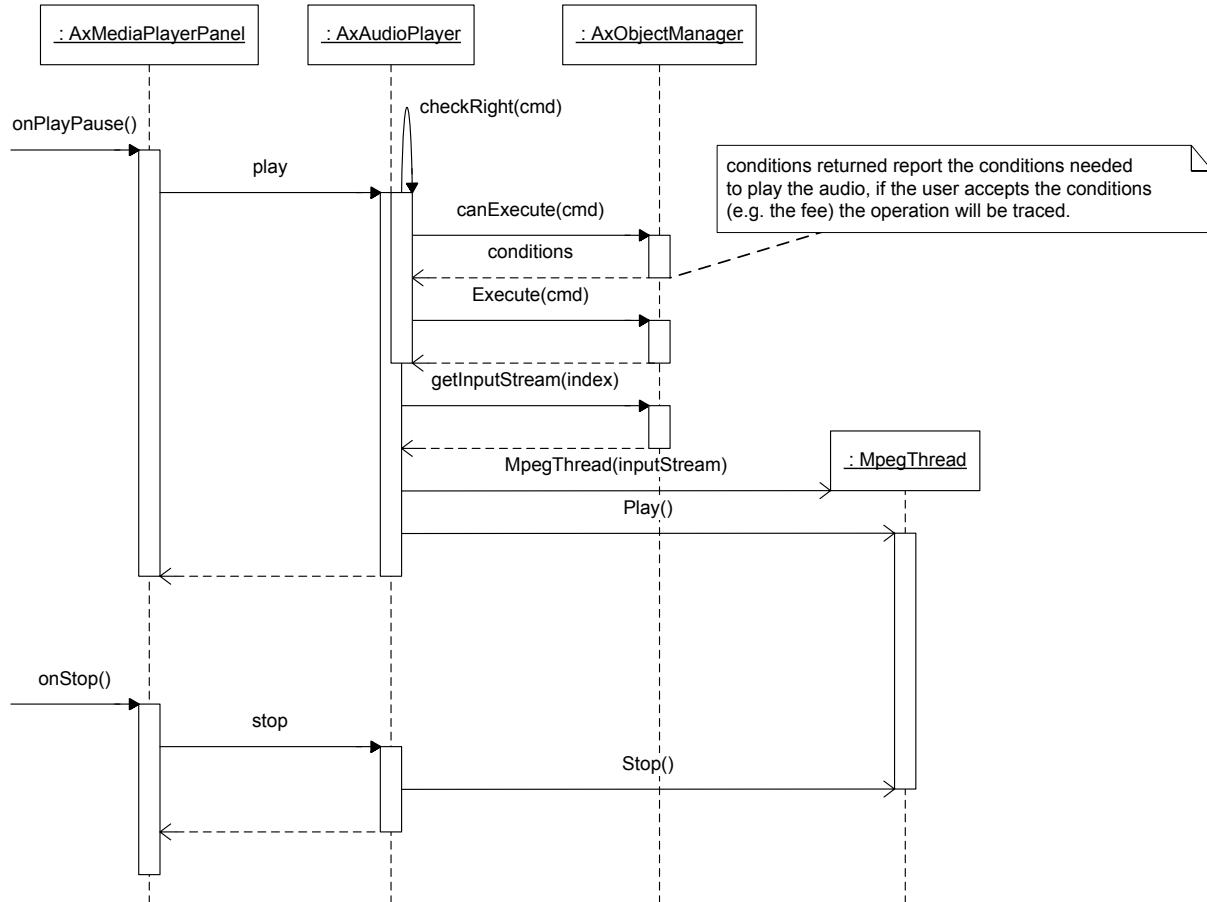 : AxMediaPlayerPanel
: AxAudioPlayer
: AxObjectManager
checkRight(cmd)
onPlayPause()
play
conditions returned report the conditions needed
to play the audio, if the user accepts the conditions
(e.g. the fee) the operation will be traced.
canExecute(cmd)
conditions
Execute(cmd)
getInputStream(index)
MpegThread(inputStream)
: MpegThread
Play()
onStop()
stop
Stop()